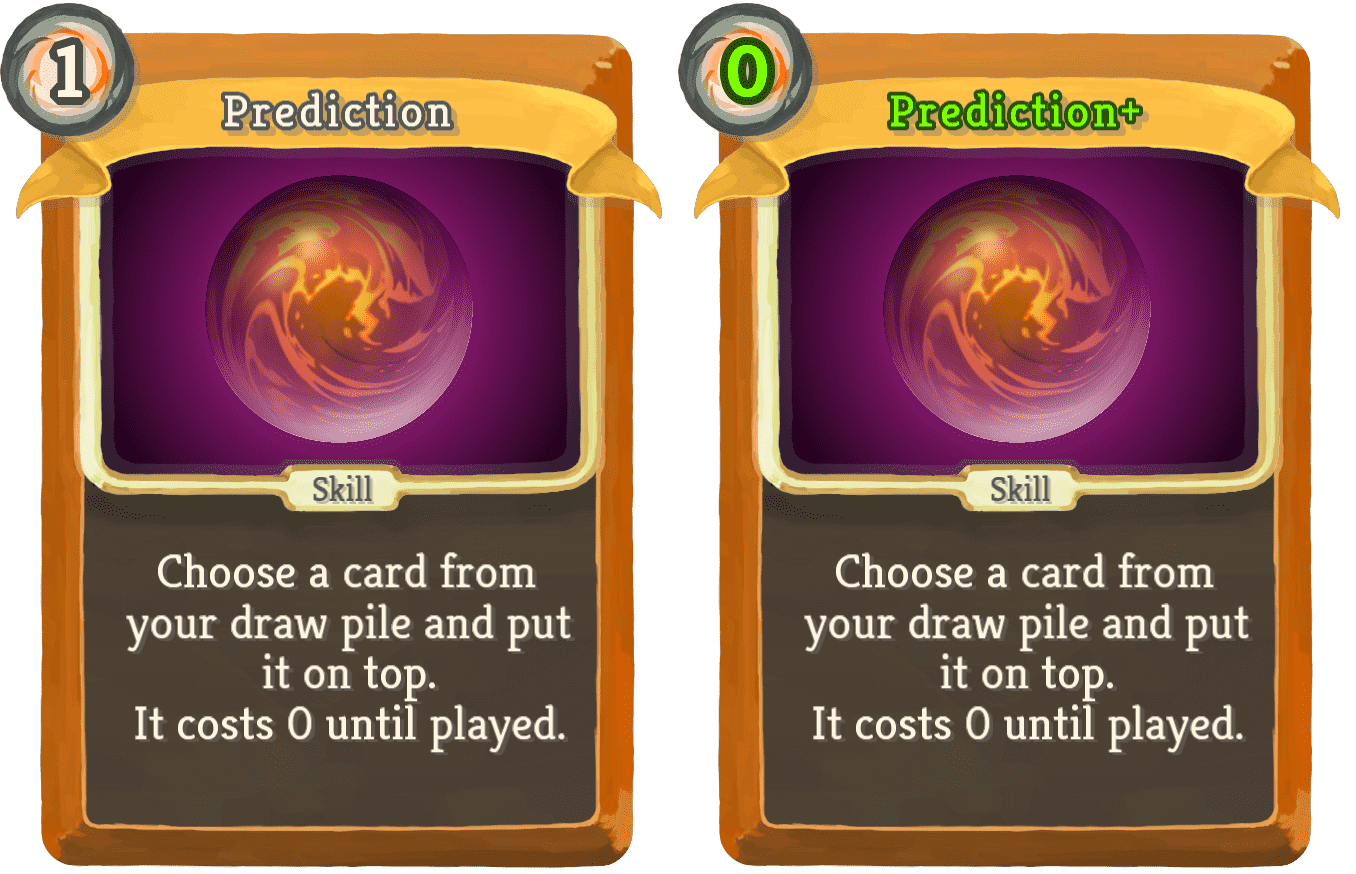 1
Prediction
Skill
Choose a card from
your draw pile and put
it on top.
It costs 0 until played.
0
Prediction+
Skill
Choose a card from
your draw pile and put
it on top.
It costs 0 until played.